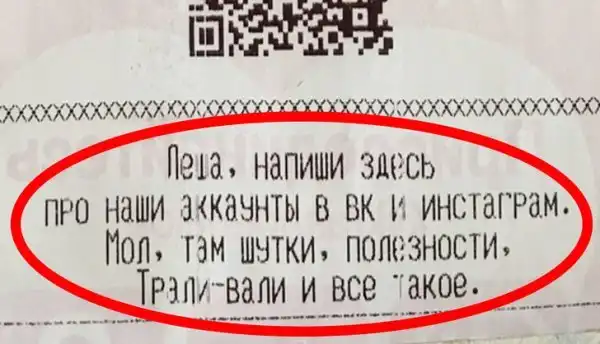 Леша, напиши здесь
про наши аккаунты в вк и инстаграм.
Мол, там шутки, полезности,
Трали-вали и все такое.